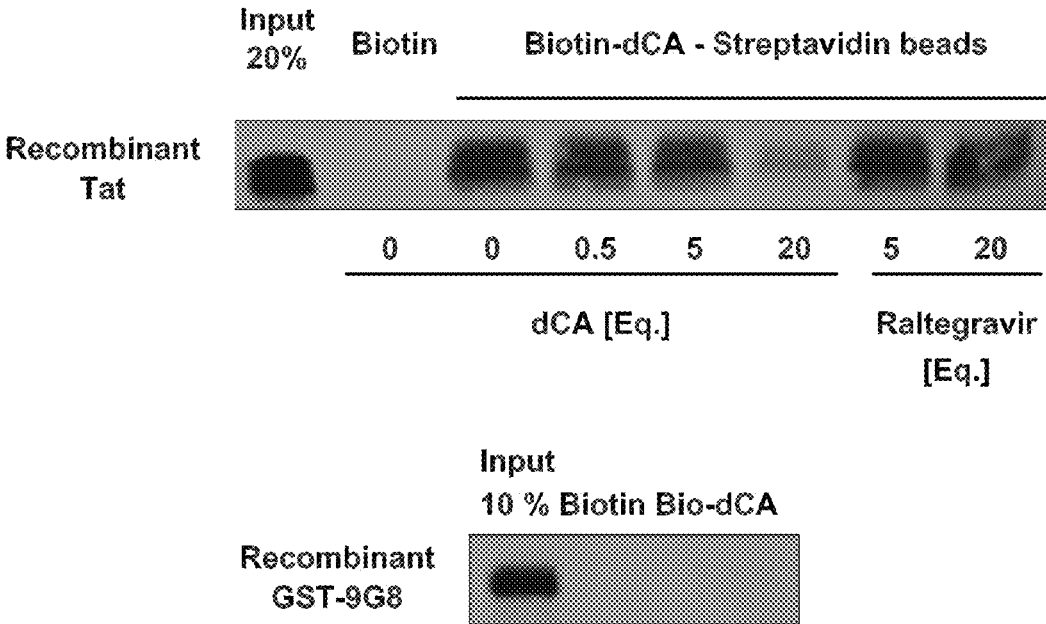 Input
20%
Biotin
Biotin-dCA - Streptavidin beads
Recombinant
Tat
0 0 0.5 5 20 5 20
dCA [Eq.]
Raltegravir
[Eq.]
Input
10 % Biotin Bio-dCA
Recombinant
GST-9G8